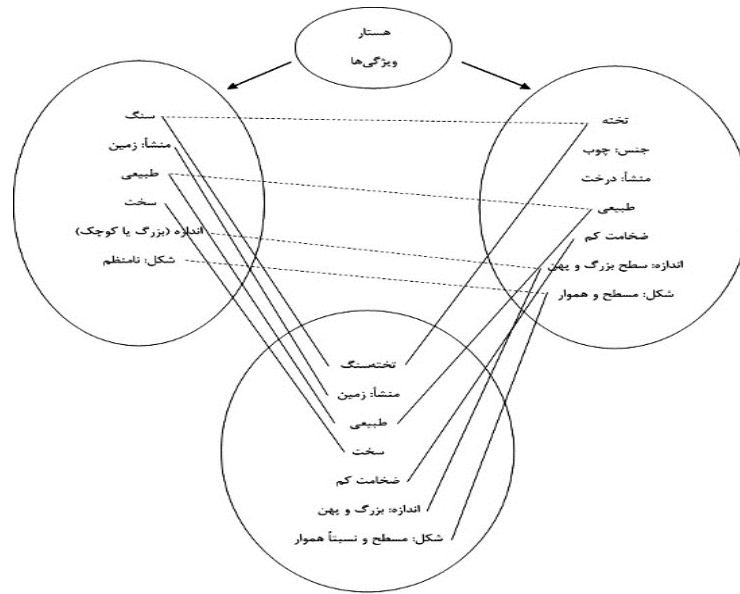 هستار
ویژگی‌ها
تخته
جنس: چوب
منشأ: درخت
طبیعی
ضخامت کم
اندازه: سطح بزرگ و پهن
شکل: مسطح و هموار
سنگ
منشأ: زمین
طبیعی
سخت
اندازه (بزرگ یا کوچک)
شکل: نامنظم
تخته‌سنگ
منشأ: زمین
طبیعی
سخت
ضخامت کم
اندازه: بزرگ و پهن
شکل: مسطح و نسبتاً هموار